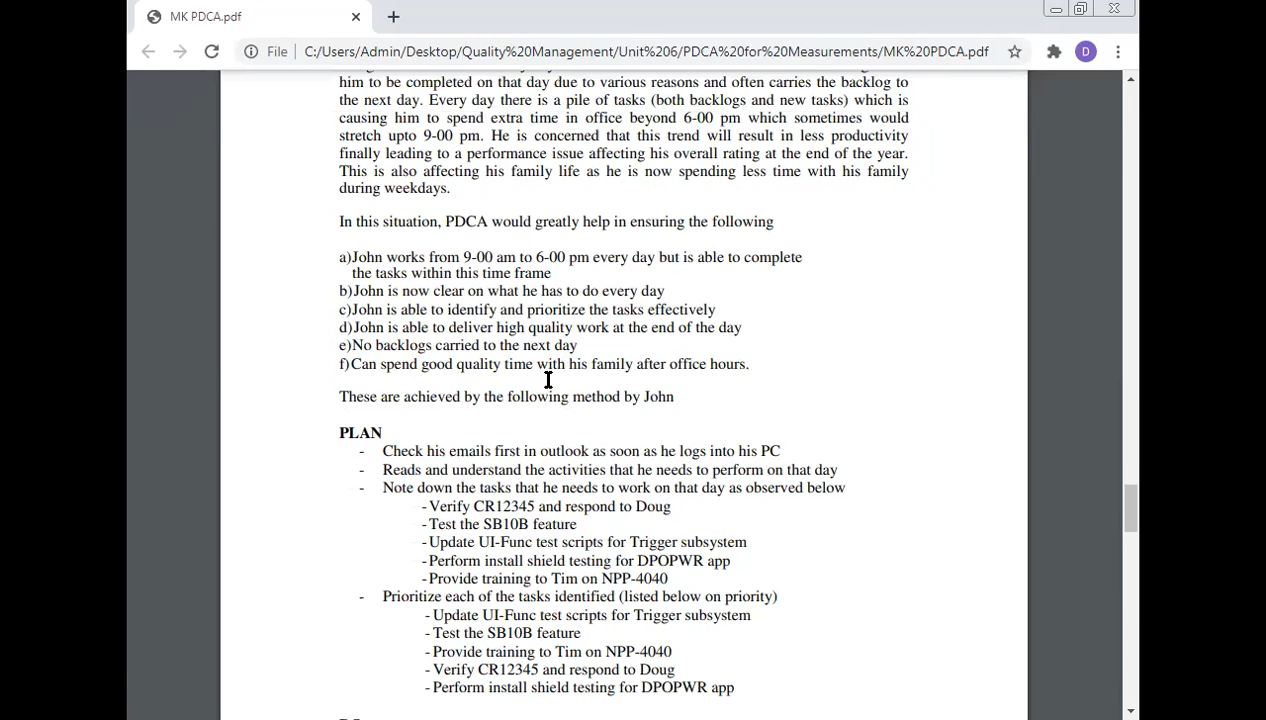 MK PDCA.pdf
File C:/Users/Admin/Desktop/Quality%20Management/Unit%206/PDCA%20for%20Measurements/MK%20PDCA.pdf D
him to be completed on that day due to various reasons and often carries the backlog to
the next day. Every day there is a pile of tasks (both backlogs and new tasks) which is
causing him to spend extra time in office beyond 6-00 pm which sometimes would
stretch upto 9-00 pm. He is concerned that this trend will result in less productivity
finally leading to a performance issue affecting his overall rating at the end of the year.
This is also affecting his family life as he is now spending less time with his family
during weekdays.
In this situation, PDCA would greatly help in ensuring the following
a)John works from 9-00 am to 6-00 pm every day but is able to complete
the tasks within this time frame
b)John is now clear on what he has to do every day
c)John is able to identify and prioritize the tasks effectively
d)John is able to deliver high quality work at the end of the day
e)No backlogs carried to the next day
f)Can spend good quality time with his family after office hours.
These are achieved by the following method by John
PLAN
- Check his emails first in outlook as soon as he logs into his PC
- Reads and understand the activities that he needs to perform on that day
- Note down the tasks that he needs to work on that day as observed below
- Verify CR12345 and respond to Doug
- Test the SB10B feature
- Update UI-Func test scripts for Trigger subsystem
- Perform install shield testing for DPOPWR app
- Provide training to Tim on NPP-4040
- Prioritize each of the tasks identified (listed below on priority)
- Update UI-Func test scripts for Trigger subsystem
- Test the SB10B feature
- Provide training to Tim on NPP-4040
- Verify CR12345 and respond to Doug
- Perform install shield testing for DPOPWR app